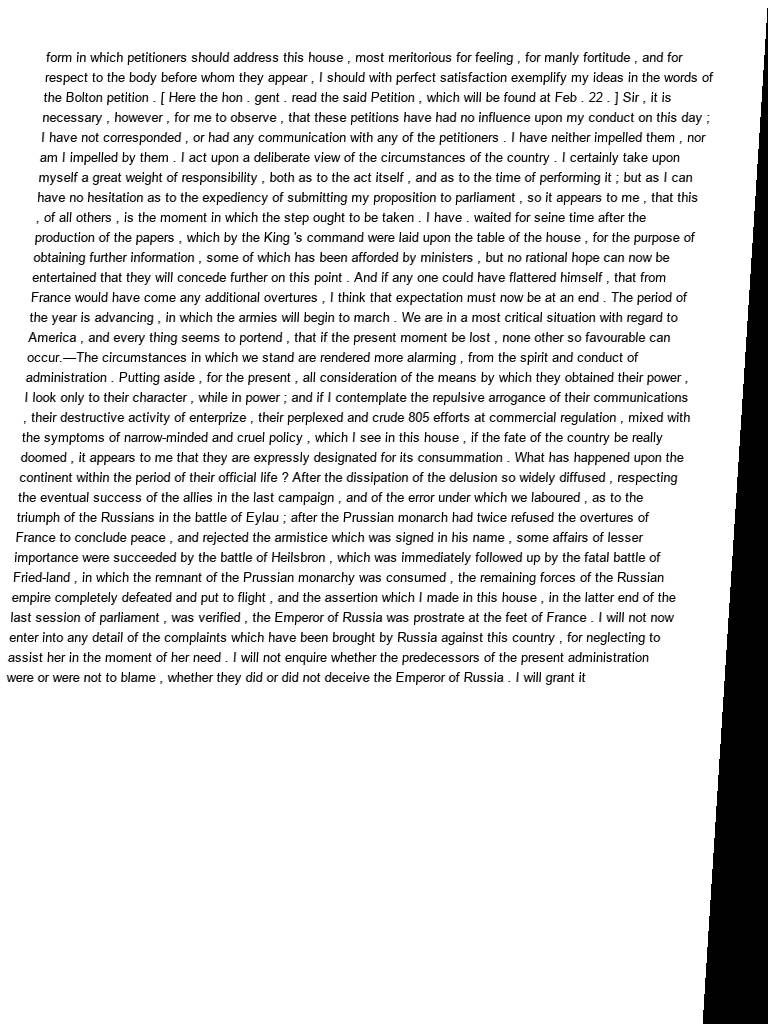 form in which petitioners should address this house , most meritorious for feeling , for manly fortitude , and for
respect to the body before whom they appear , I should with perfect satisfaction exemplify my ideas in the words of
the Bolton petition . [ Here the hon . gent . read the said Petition , which will be found at Feb . 22 . ] Sir , it is
necessary , however , for me to observe , that these petitions have had no influence upon my conduct on this day ;
I have not corresponded , or had any communication with any of the petitioners . I have neither impelled them , nor
am I impelled by them . I act upon a deliberate view of the circumstances of the country . I certainly take upon
myself a great weight of responsibility , both as to the act itself , and as to the time of performing it ; but as I can
have no hesitation as to the expediency of submitting my proposition to parliament , so it appears to me , that this
, of all others , is the moment in which the step ought to be taken . I have . waited for seine time after the
production of the papers , which by the King 's command were laid upon the table of the house , for the purpose of
obtaining further information , some of which has been afforded by ministers , but no rational hope can now be
entertained that they will concede further on this point . And if any one could have flattered himself , that from
France would have come any additional overtures , I think that expectation must now be at an end . The period of
the year is advancing , in which the armies will begin to march . We are in a most critical situation with regard to
America , and every thing seems to portend , that if the present moment be lost , none other so favourable can
occur.—The circumstances in which we stand are rendered more alarming , from the spirit and conduct of
administration . Putting aside , for the present , all consideration of the means by which they obtained their power ,
I look only to their character , while in power ; and if I contemplate the repulsive arrogance of their communications
, their destructive activity of enterprize , their perplexed and crude 805 efforts at commercial regulation , mixed with
the symptoms of narrow-minded and cruel policy , which I see in this house , if the fate of the country be really
doomed , it appears to me that they are expressly designated for its consummation . What has happened upon the
continent within the period of their official life ? After the dissipation of the delusion so widely diffused , respecting
the eventual success of the allies in the last campaign , and of the error under which we laboured , as to the
triumph of the Russians in the battle of Eylau ; after the Prussian monarch had twice refused the overtures of
France to conclude peace , and rejected the armistice which was signed in his name , some affairs of lesser
importance were succeeded by the battle of Heilsbron , which was immediately followed up by the fatal battle of
Fried-land , in which the remnant of the Prussian monarchy was consumed , the remaining forces of the Russian
empire completely defeated and put to flight , and the assertion which I made in this house , in the latter end of the
last session of parliament , was verified , the Emperor of Russia was prostrate at the feet of France . I will not now
enter into any detail of the complaints which have been brought by Russia against this country , for neglecting to
assist her in the moment of her need . I will not enquire whether the predecessors of the present administration
were or were not to blame , whether they did or did not deceive the Emperor of Russia . I will grant it